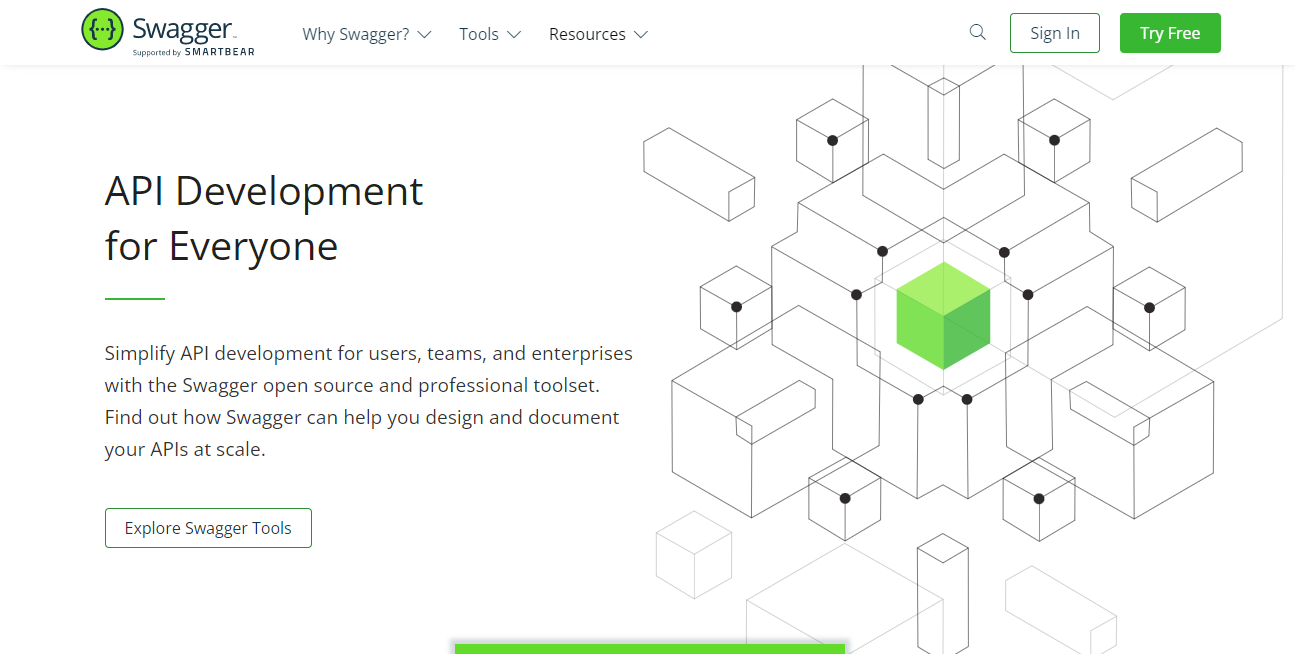 {···} Swagger™
Supported by SMARTBEAR
Why Swagger?
Tools
Resources
Sign In
Try Free
API Development
for Everyone
Simplify API development for users, teams, and enterprises
with the Swagger open source and professional toolset.
Find out how Swagger can help you design and document
your APIs at scale.
Explore Swagger Tools